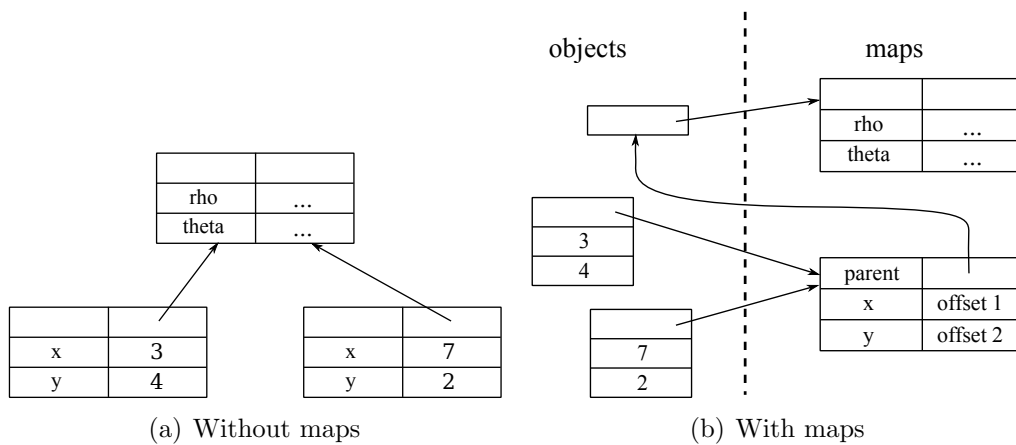 rho ...
theta ...
x 3
y 4
x 7
y 2
(a) Without maps
objects maps
rho ...
theta ...
3
4
parent
x offset 1
y offset 2
7
2
(b) With maps